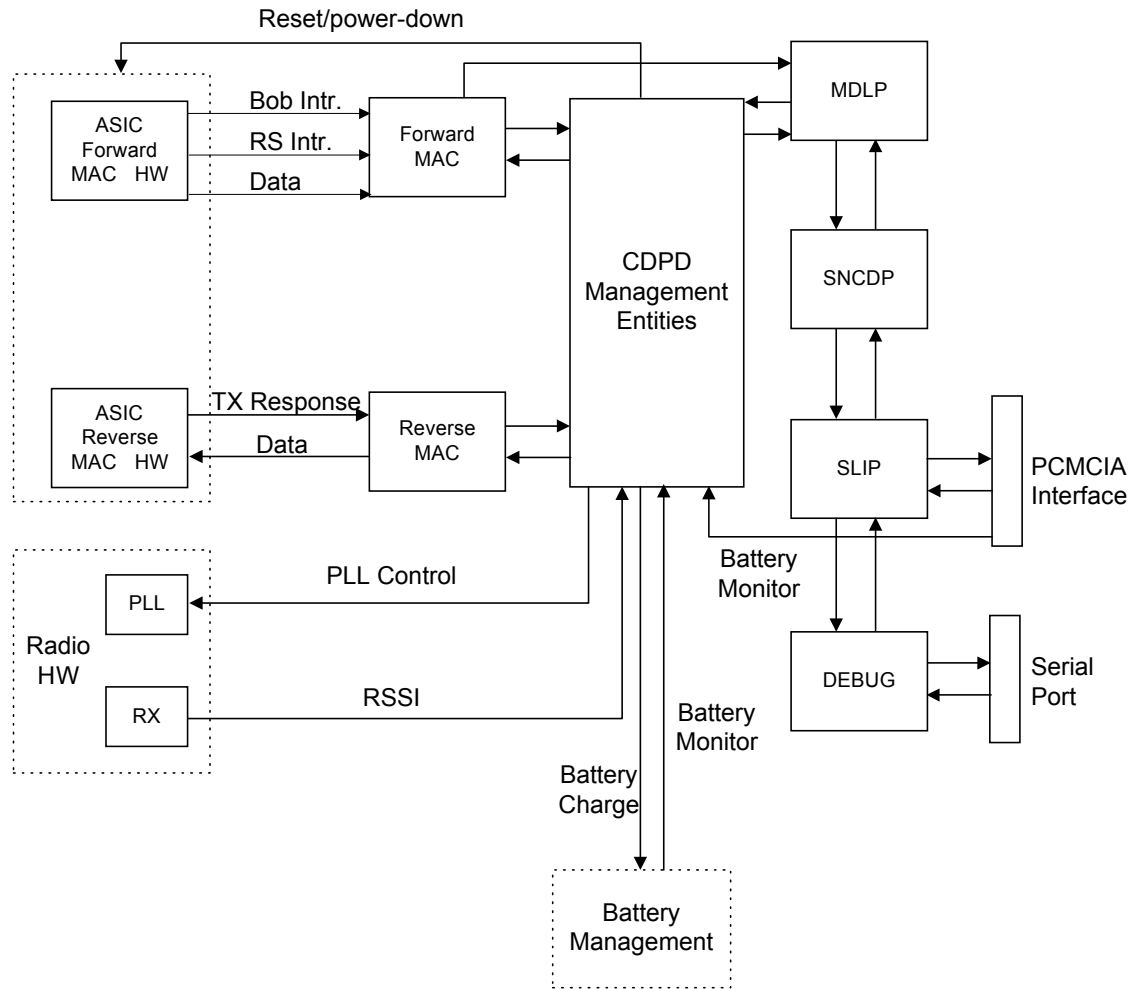 Reset/power-down
MDLP
Bob Intr.
ASIC
Forward
MAC HW
RS Intr.
Forward
MAC
Data
CDPD
Management
Entities
SNCDP
TX Response
ASIC
Reverse
MAC HW
Data
Reverse
MAC
SLIP
PCMCIA
Interface
Battery
Monitor
PLL Control
PLL
Radio
HW
RX
RSSI
Battery
Monitor
DEBUG
Serial
Port
Battery
Charge
Battery
Management